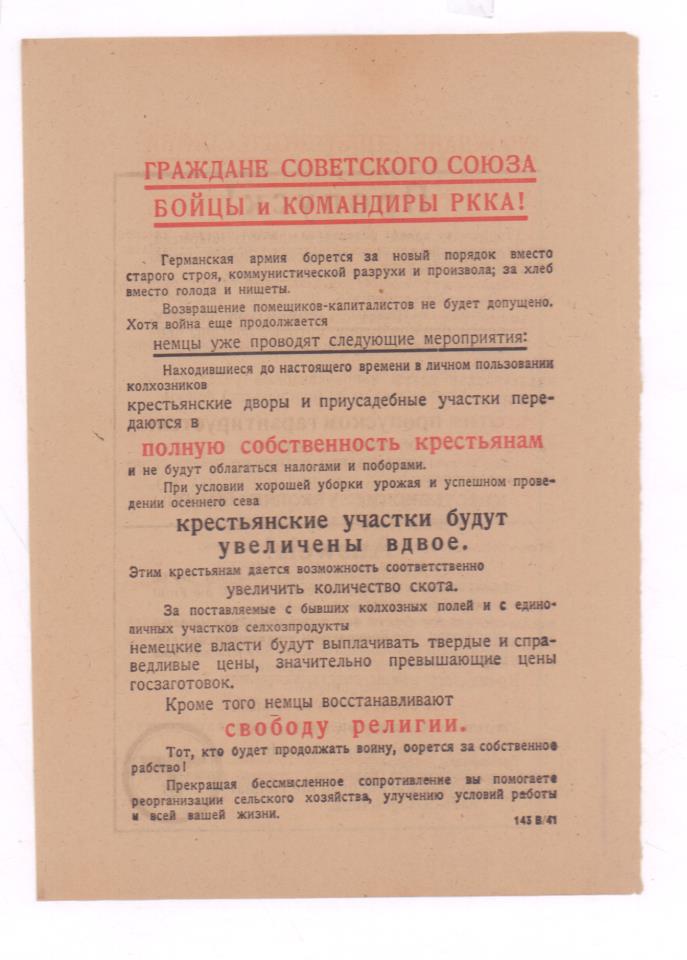 ГРАЖДАНЕ СОВЕТСКОГО СОЮЗА
БОЙЦЫ и КОМАНДИРЫ РККА!
Германская армия борется за новый порядок вместо
старого строя, коммунистической разрухи и произвола; за хлеб
вместо голода и нищеты.
Возвращение помещиков-капиталистов не будет допущено.
Хотя война еще продолжается
немцы уже проводят следующие мероприятия:
Находившиеся до настоящего времени в личном пользовании
колхозников
крестьянские дворы и приусадебные участки пере-
даются в
полную собственность крестьянам
и не будут облагаться налогами и поборами.
При условии хорошей уборки урожая и успешном прове-
дении осеннего сева
крестьянские участки будут
увеличены вдвое.
Этим крестьянам дается возможность соответственно
увеличить количество скота.
За поставляемые с бывших колхозных полей и с едино-
личных участков селхозпродукты
немецкие власти будут выплачивать твердые и спра-
ведливые цены, значительно превышающие цены
госзаготовок.
Кроме того немцы восстанавливают
свободу религии.
Тот, кто будет продолжать войну, борется за собственное
рабство!
Прекращая бессмысленное сопротивление вы помогаете
реорганизации сельского хозяйства, улучению условий работы
и всей вашей жизни.
143 В/41